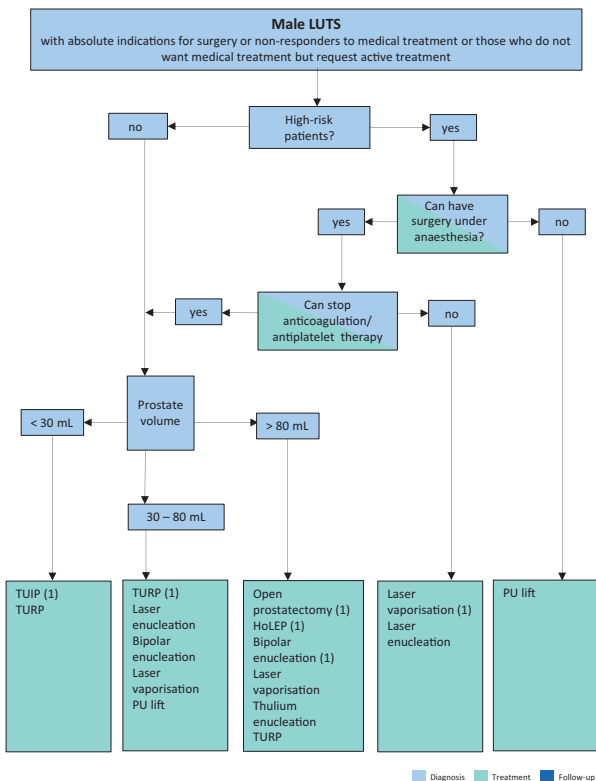 Male LUTS
with absolute indications for surgery or non-responders to medical treatment or those who do not
want medical treatment but request active treatment
no
High-risk
patients?
yes
yes
Can have
surgery under
anaesthesia?
no
yes
Can stop
anticoagulation/
antiplatelet therapy
no
< 30 mL
Prostate
volume
> 80 mL
30 – 80 mL
TUIP (1)
TURP
TURP (1)
Laser
enucleation
Bipolar
enucleation
Laser
vaporisation
PU lift
Open
prostatectomy (1)
HoLEP (1)
Bipolar
enucleation (1)
Laser
vaporisation
Thulium
enucleation
TURP
Laser
vaporisation (1)
Laser
enucleation
PU lift
Diagnosis
Treatment
Follow-up